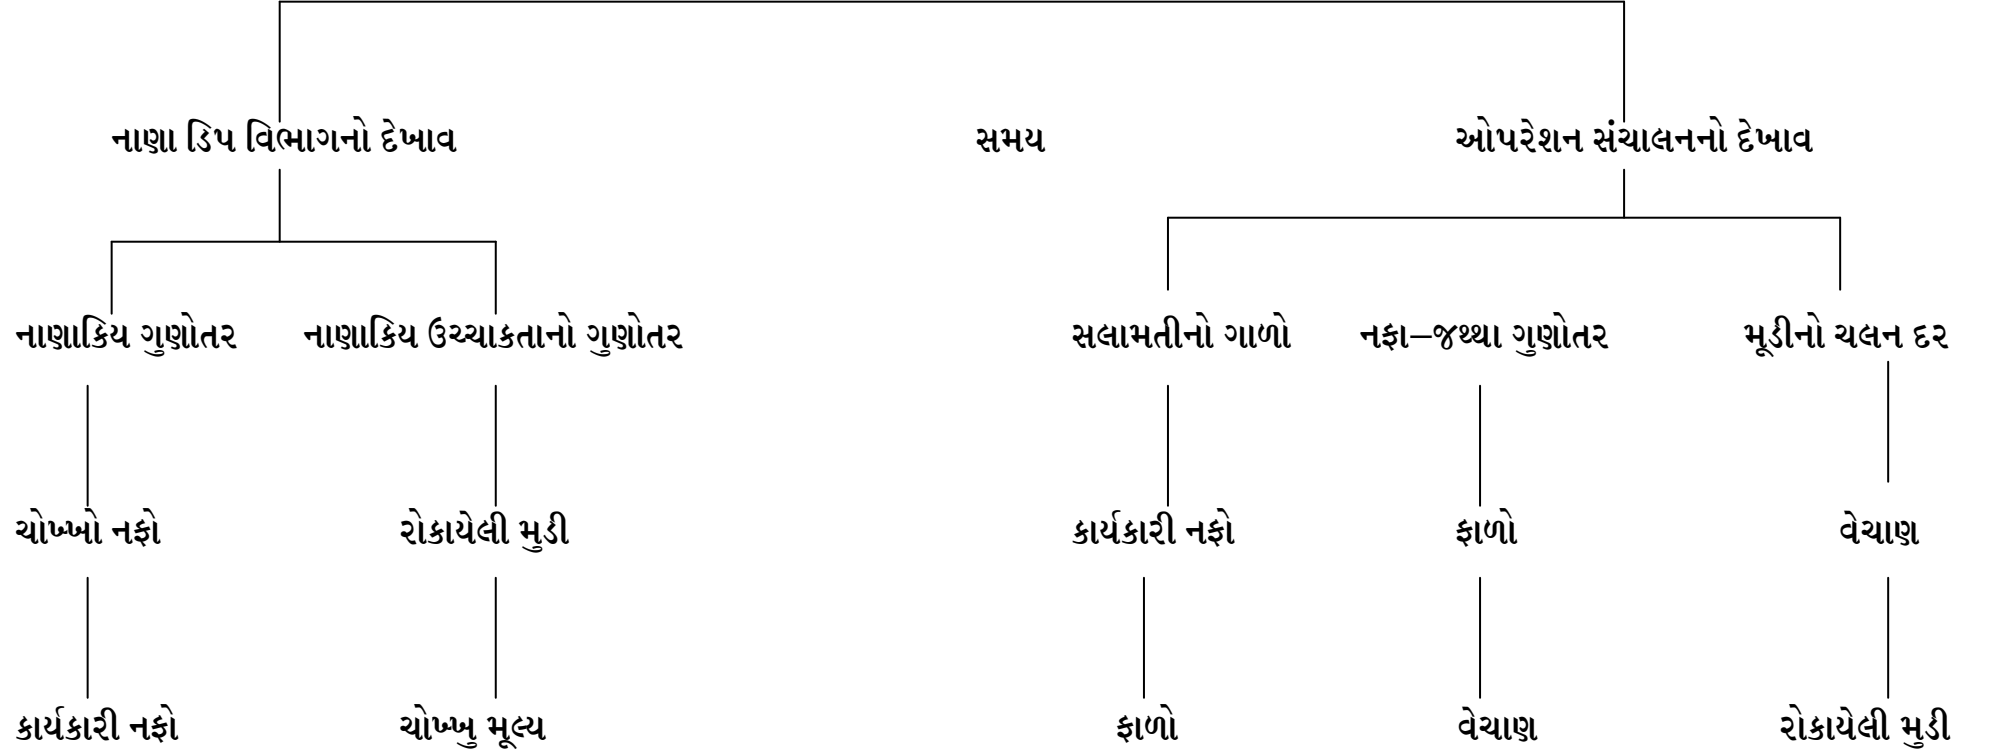 નાણા ડિપ વિભાગનો દેખાવ સમય ઓપરેશન સંચાલનનો દેખાવ
નાણાકિય ગુણોતર નાણાકિય ઉચ્ચાકતાનો ગુણોતર સલામતીનો ગાળો નફા–જથ્થા ગુણોતર મૂડીનો ચલન દર
ચોખ્ખો નફો રોકાયેલી મુડી કાર્યકારી નફો ફાળો વેચાણ
કાર્યકારી નફો ચોખ્ખુ મૂલ્ય ફાળો વેચાણ રોકાયેલી મુડી